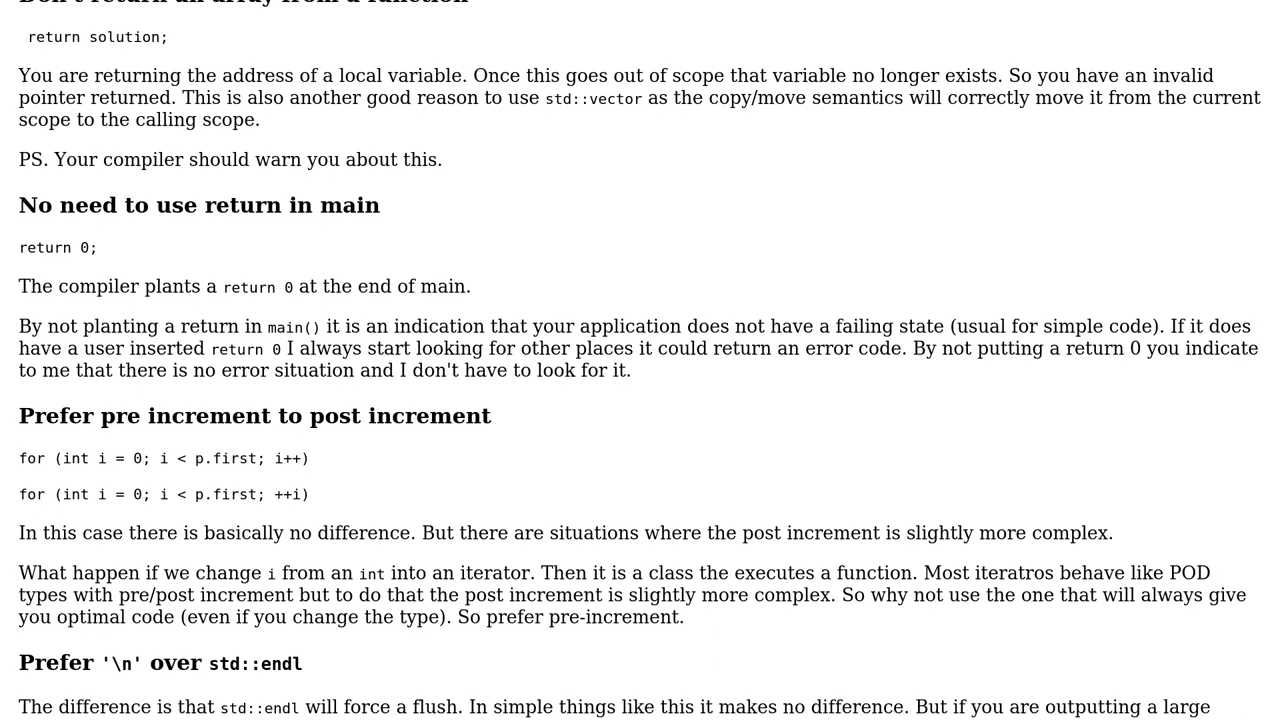 Don't return an array from a function
return solution;
You are returning the address of a local variable. Once this goes out of scope that variable no longer exists. So you have an invalid
pointer returned. This is also another good reason to use std::vector as the copy/move semantics will correctly move it from the current
scope to the calling scope.
PS. Your compiler should warn you about this.
No need to use return in main
return 0;
The compiler plants a return 0 at the end of main.
By not planting a return in main() it is an indication that your application does not have a failing state (usual for simple code). If it does
have a user inserted return 0 I always start looking for other places it could return an error code. By not putting a return 0 you indicate
to me that there is no error situation and I don't have to look for it.
Prefer pre increment to post increment
for (int i = 0; i < p.first; i++)
for (int i = 0; i < p.first; ++i)
In this case there is basically no difference. But there are situations where the post increment is slightly more complex.
What happen if we change i from an int into an iterator. Then it is a class the executes a function. Most iteratros behave like POD
types with pre/post increment but to do that the post increment is slightly more complex. So why not use the one that will always give
you optimal code (even if you change the type). So prefer pre-increment.
Prefer '\n' over std::endl
The difference is that std::endl will force a flush. In simple things like this it makes no difference. But if you are outputting a large